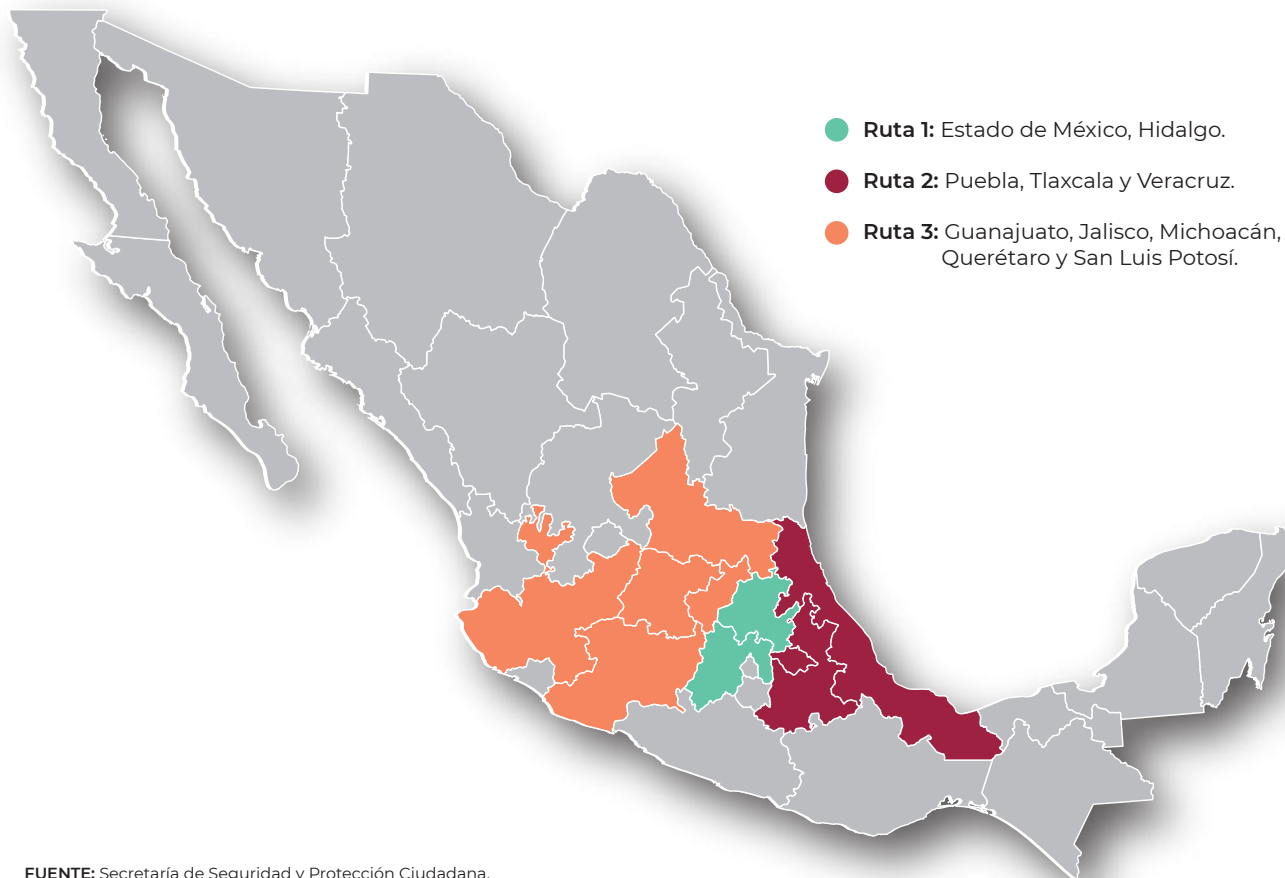 Ruta 1: Estado de México, Hidalgo.
Ruta 2: Puebla, Tlaxcala y Veracruz.
Ruta 3: Guanajuato, Jalisco, Michoacán,
Querétaro y San Luis Potosí.
FUENTE: Secretaría de Seguridad y Protección Ciudadana.